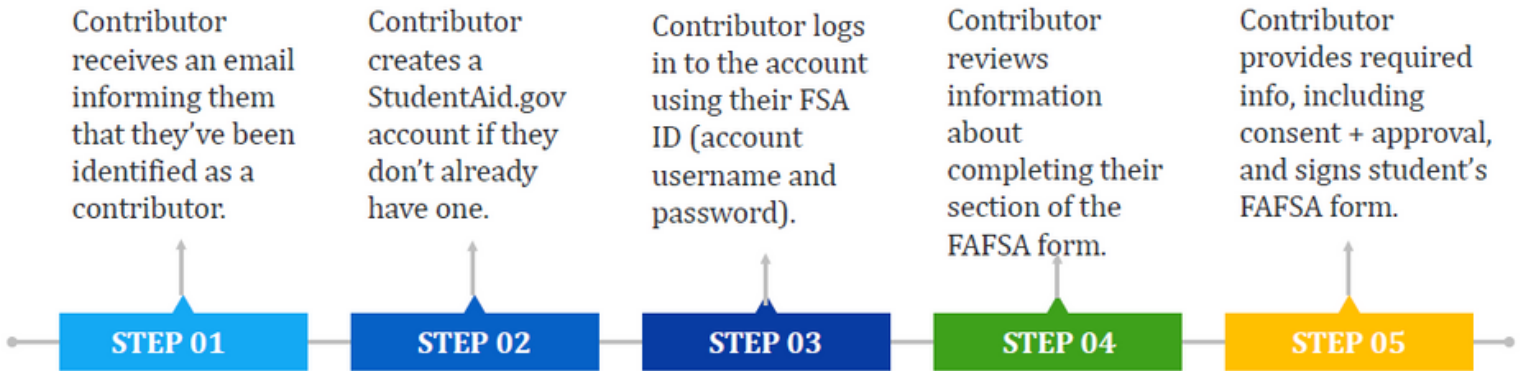 Contributor
receives an email
informing them
that they’ve been
identified as a
contributor.
Contributor
creates a
StudentAid.gov
account if they
don’t already
have one.
Contributor logs
in to the account
using their FSA
ID (account
username and
password).
Contributor
reviews
information
about
completing their
section of the
FAFSA form.
Contributor
provides required
info, including
consent + approval,
and signs student’s
FAFSA form.
STEP 01
STEP 02
STEP 03
STEP 04
STEP 05